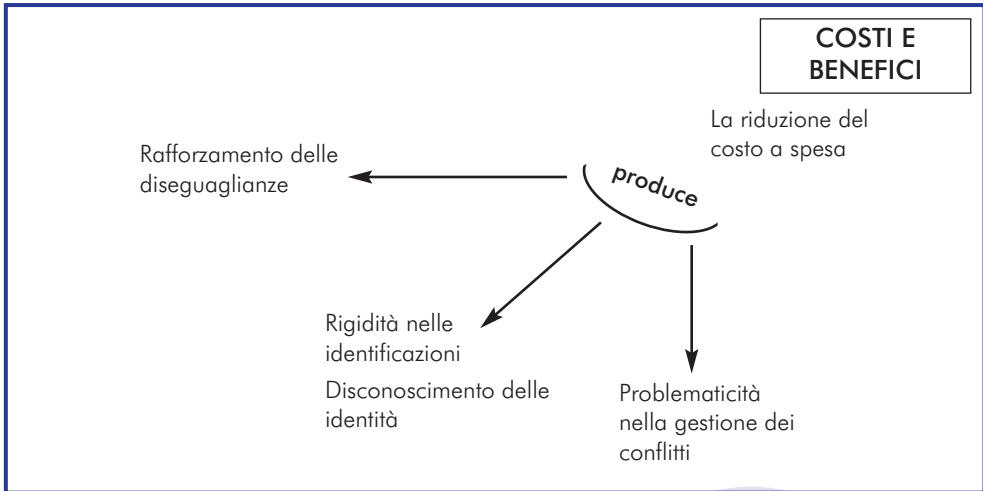 COSTI E
BENEFICI
La riduzione del
costo a spesa
produce
Rafforzamento delle
diseguaglianze
Rigidità nelle
identificazioni
Disconoscimento delle
identità
Problematicità
nella gestione dei
conflitti